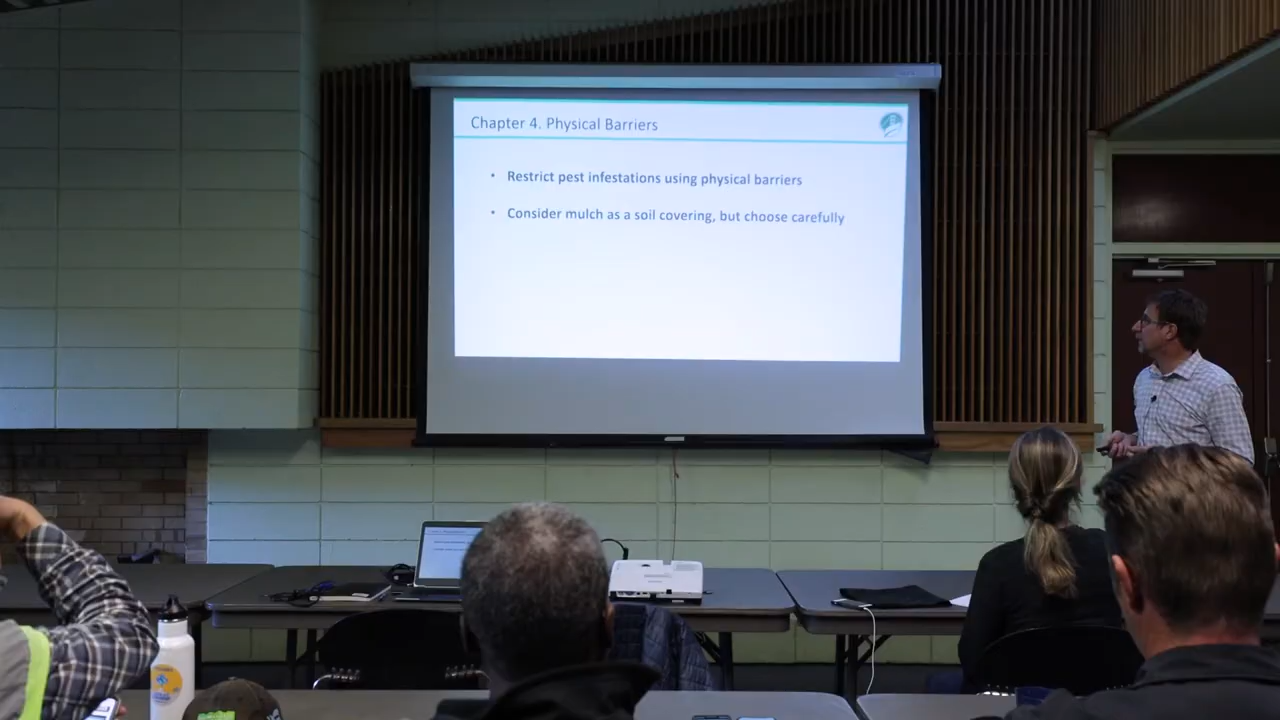 Chapter 4. Physical Barriers
• Restrict pest infestations using physical barriers
• Consider mulch as a soil covering, but choose carefully